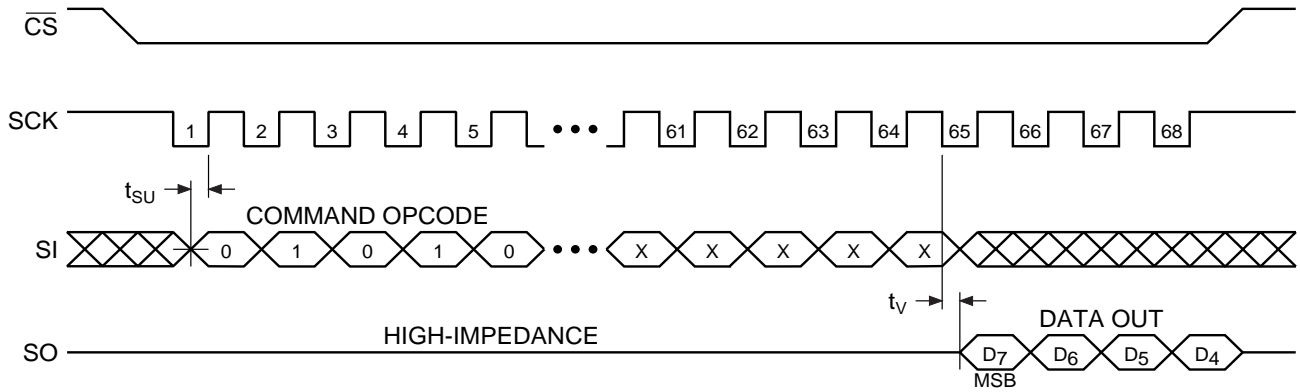 CS
SCK 1 2 3 4 5 ••• 61 62 63 64 65 66 67 68
tSU
COMMAND OPCODE
SI 0 1 0 1 0 ••• X X X X X
tV
HIGH-IMPEDANCE DATA OUT
SO D7 D6 D5 D4
MSB